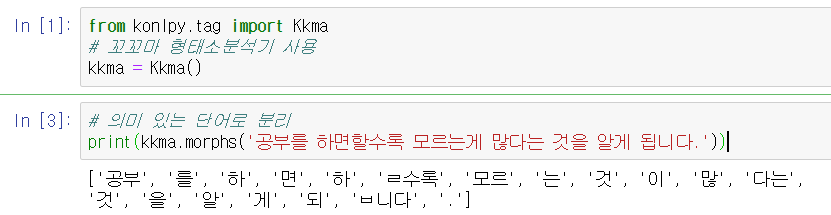 In [1]: from konlpy.tag import Kkma
# 꼬꼬마 형태소분석기 사용
kkma = Kkma()
In [3]: # 의미 있는 단어로 분리
print(kkma.morphs('공부를 하면할수록 모르는게 많다는 것을 알게 됩니다.'))
['공부', '를', '하', '면', '하', 'ㄹ수록', '모르', '는', '것', '이', '많', '다는',
'것', '을', '알', '게', '되', 'ㅂ니다', '.']